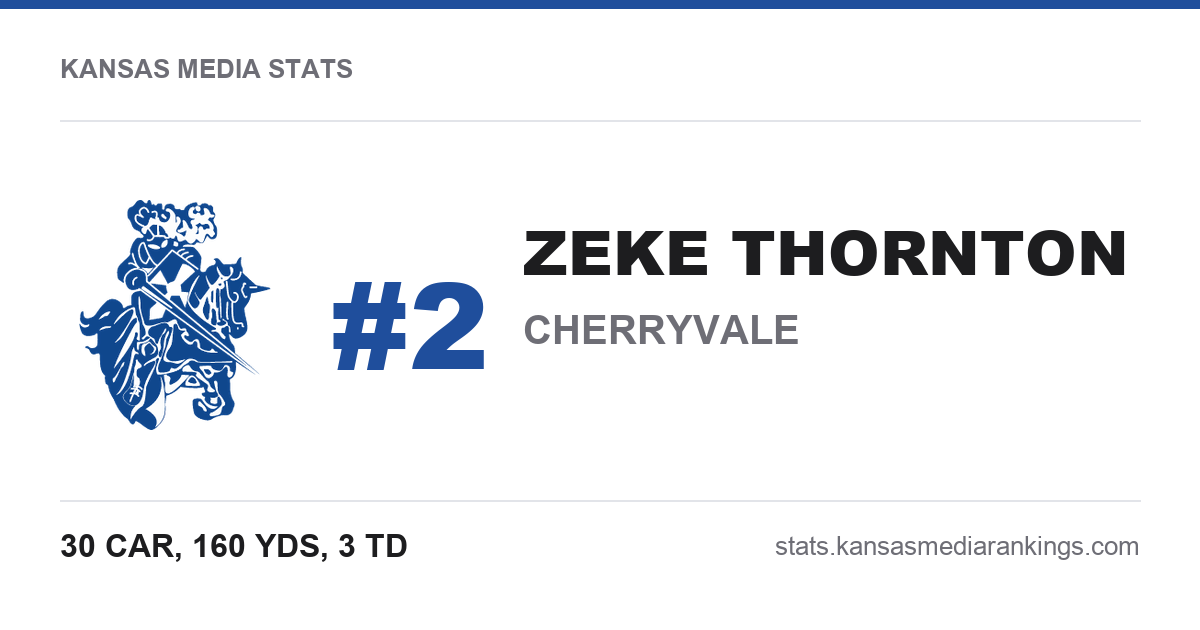 KANSAS MEDIA STATS
#2
ZEKE THORNTON
CHERRYVALE
30 CAR, 160 YDS, 3 TD
stats.kansasmediarankings.com